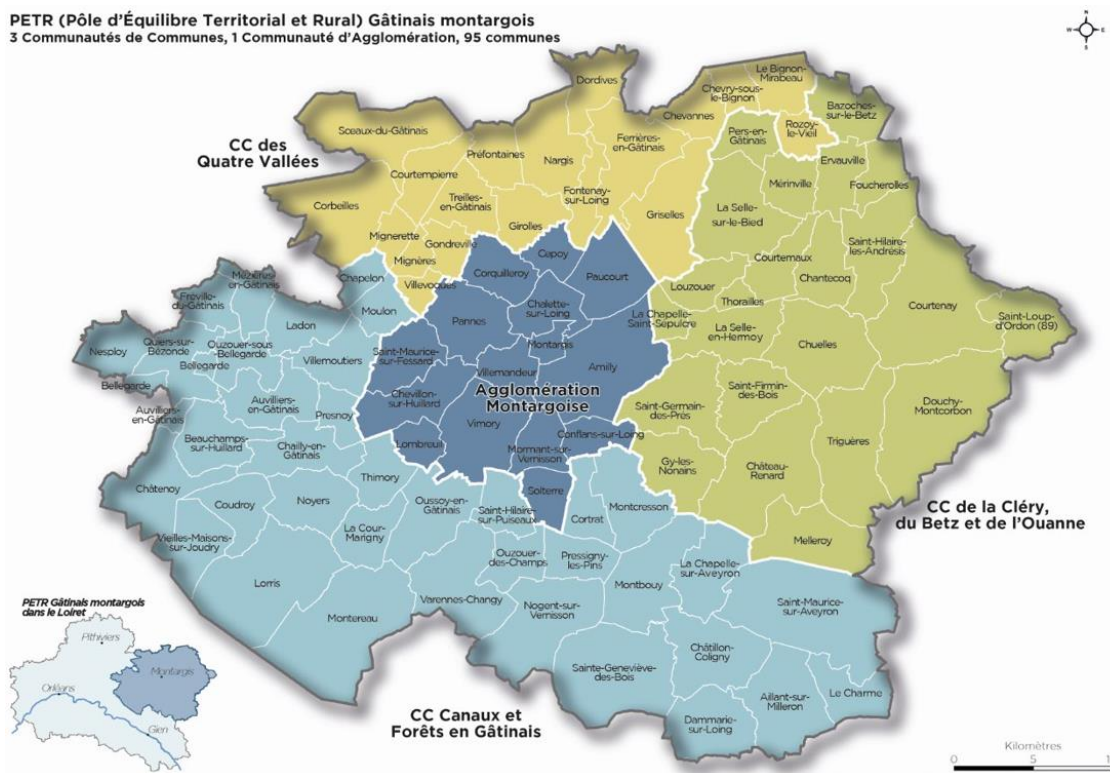 PETR (Pôle d'Équilibre Territorial et Rural) Gâtinais montargois
3 Communautés de Communes, 1 Communauté d'Agglomération, 95 communes
N
W
E
S
CC des
Quatre Vallées
Dordives
Le Bignon-
Mirabeau
Chevry-sous-
le-Bignon
Chevannes
Rozoy-
le-Vieil
Bazoches-
sur-le-Betz
Sceaux-du-Gâtinais
Préfontaines
Nargis
Ferrières-
en-Gâtinais
Pers-en-
Gâtinais
Ervauville
Courtempierre
Mérinville
Foucherolles
Corbeilles
Treilles-
en-Gâtinais
Fontenay-
sur-Loing
Griselles
La Selle-
sur-le-Bied
Mignerette
Gondreville
Girolles
Saint-Hilaire-
les-Andrésis
Mignères
Villevoques
Courtemaux
Chantecoq
Cepoy
Corquilleroy
Paucourt
Louzouer
Thorailles
Courtenay
Saint-Loup-
d'Ordon (89)
Mézières-
en-Gâtinais
Chapelon
Moulon
Fréville-
du-Gâtinais
Ladon
Pannes
Chalette-
sur-Loing
La Chapelle-
Saint-Sépulcre
La Selle-
en-Hermoy
Chuelles
Nesploy
Quiers-sur-
Bézonde
Ouzouer-sous-
Bellegarde
Bellegarde
Villemoutiers
Saint-Maurice-
sur-Fessard
Montargis
Villemandeur
Amilly
Bellegarde
Auvilliers-
en-Gâtinais
Auvilliers-
en-Gâtinais
Presnoy
Chevillon-
sur-Huillard
Agglomération
Montargoise
Vimory
Saint-Firmin-
des-Bois
Saint-Germain-
des-Prés
Douchy-
Montcorbon
Beauchamps-
sur-Huillard
Chailly-en-
Gâtinais
Lombreuil
Mormant-sur-
Vernisson
Conflans-sur-Loing
Triguères
Gy-les-
Nonains
Château-
Renard
Châtenoy
Coudroy
Noyers
Thimory
Oussoy-en-
Gâtinais
Saint-Hilaire-
sur-Puiseaux
Solterre
Cortrat
Montcresson
CC de la Cléry,
du Betz et de l'Ouanne
Vieilles-Maisons-
sur-Joudry
La Cour-
Marigny
Ouzouer-
des-Champs
Pressigny-
les-Pins
Melleroy
Lorris
Montereau
Varennes-Changy
Nogent-sur-
Vernisson
Montbouy
La Chapelle-
sur-Aveyron
Saint-Maurice-
sur-Aveyron
Sainte-Geneviève-
des-Bois
Châtillon-
Coligny
Aillant-sur-
Milleron
Le Charme
Dammarie-
sur-Loing
CC Canaux et
Forêts en Gâtinais
PETR Gâtinais montargois
dans le Loiret
Pithiviers
Montargis
Orléans
Gien
Kilomètres
0
5
1